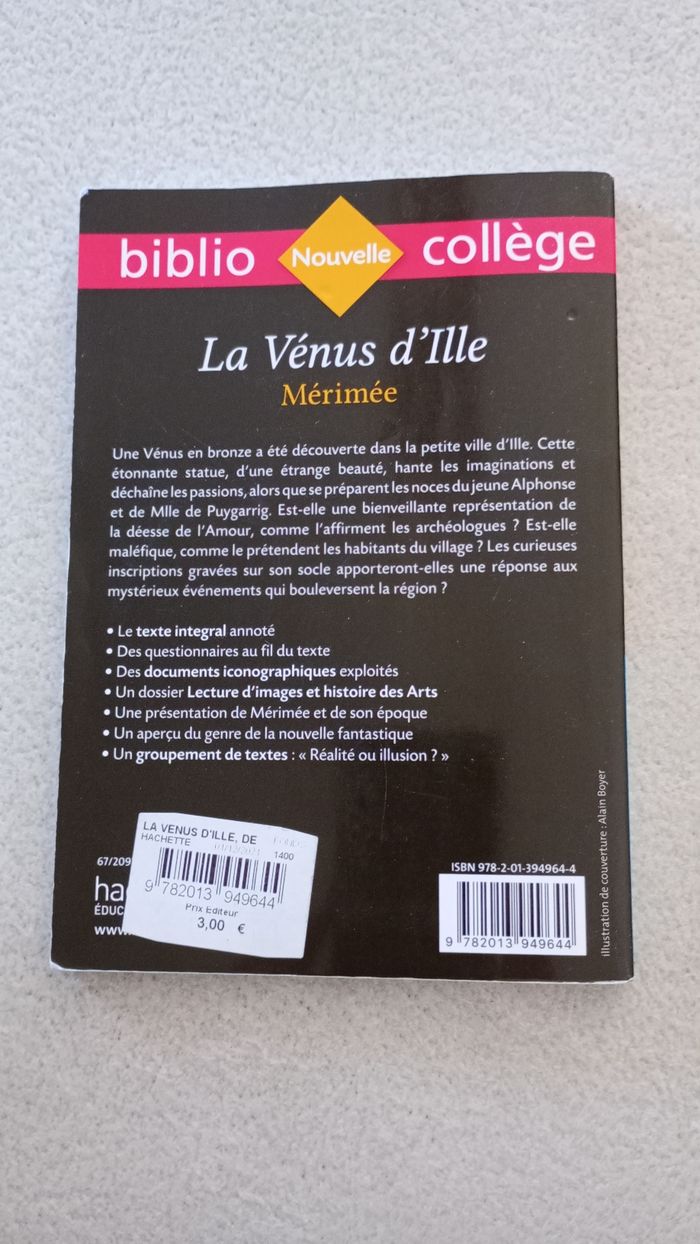 biblio Nouvelle collège
La Vénus d'Ille
Mérimée
Une Vénus en bronze a été découverte dans la petite ville d'Ille. Cette
étonnante statue, d'une étrange beauté, hante les imaginations et
déchaîne les passions, alors que se préparent les noces du jeune Alphonse
et de Mlle de Puygarrig. Est-elle une bienveillante représentation de
la déesse de l'Amour, comme l'affirment les archéologues ? Est-elle
maléfique, comme le prétendent les habitants du village ? Les curieuses
inscriptions gravées sur son socle apporteront-elles une réponse aux
mystérieux événements qui bouleversent la région ?
• Le texte integral annoté
• Des questionnaires au fil du texte
• Des documents iconographiques exploités
• Un dossier Lecture d'images et histoire des Arts
• Une présentation de Mérimée et de son époque
• Un aperçu du genre de la nouvelle fantastique
• Un groupement de textes : « Réalité ou illusion ? »
LA VENUS D'ILLE, DE FONDS
HACHETTE 01/12/2021 1400
9 782013 949644
Prix Editeur
3,00 €
67/209
ha
ÉDUC
www.
ISBN 978-2-01-394964-4
9 782013 949644
illustration de couverture : Alain Boyer